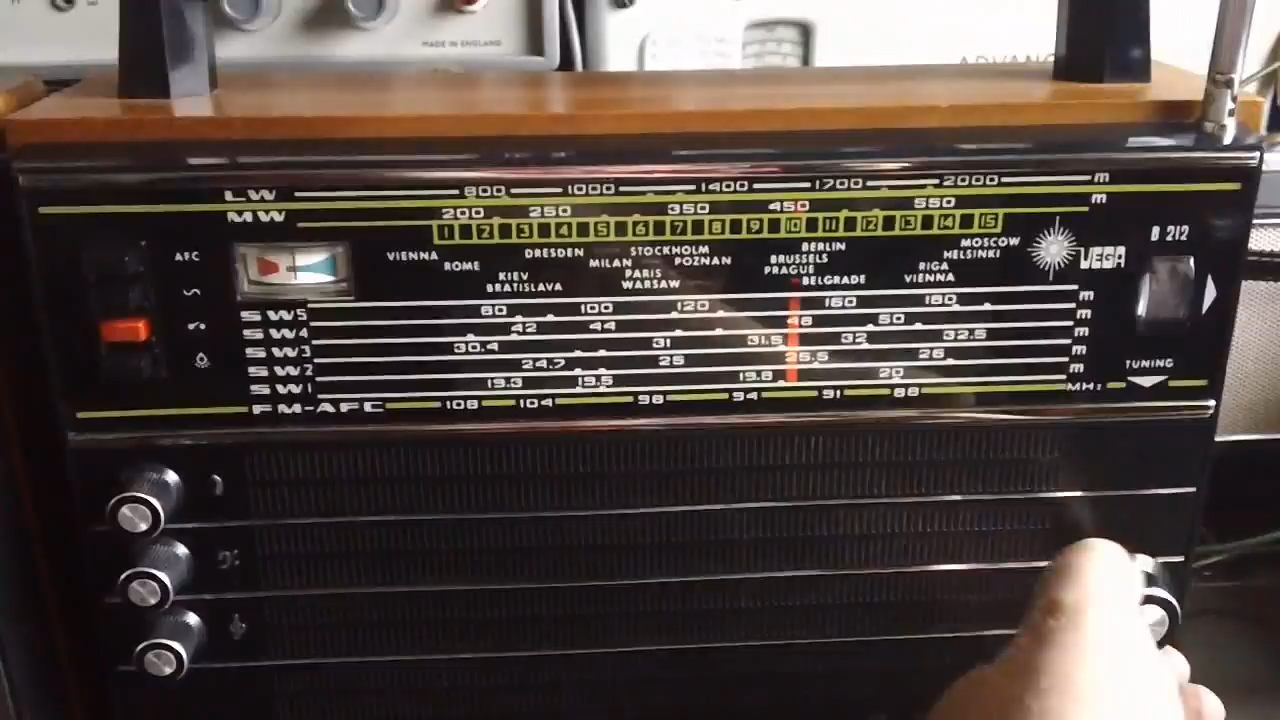 MADE IN ENGLAND
LW 800 1000 1400 1700 2000 m
MW 200 250 350 450 550 m
1 2 3 4 5 6 7 8 9 10 11 12 13 14 15
B 212
AFC
VIENNA DRESDEN STOCKHOLM BERLIN MOSCOW
ROME MILAN POZNAN BRUSSELS HELSINKI
VEGA
KIEV PARIS PRAGUE RIGA
BRATISLAVA WARSAW BELGRADE VIENNA
SW5 60 100 120 160 180 m
SW4 42 44 48 50 m
SW3 30.4 31 31.5 32 32.5 m
SW2 24.7 25 25.5 26 m
SW1 19.3 19.5 19.8 20 m
FM-AFC 108 104 98 94 91 88 MHz
TUNING